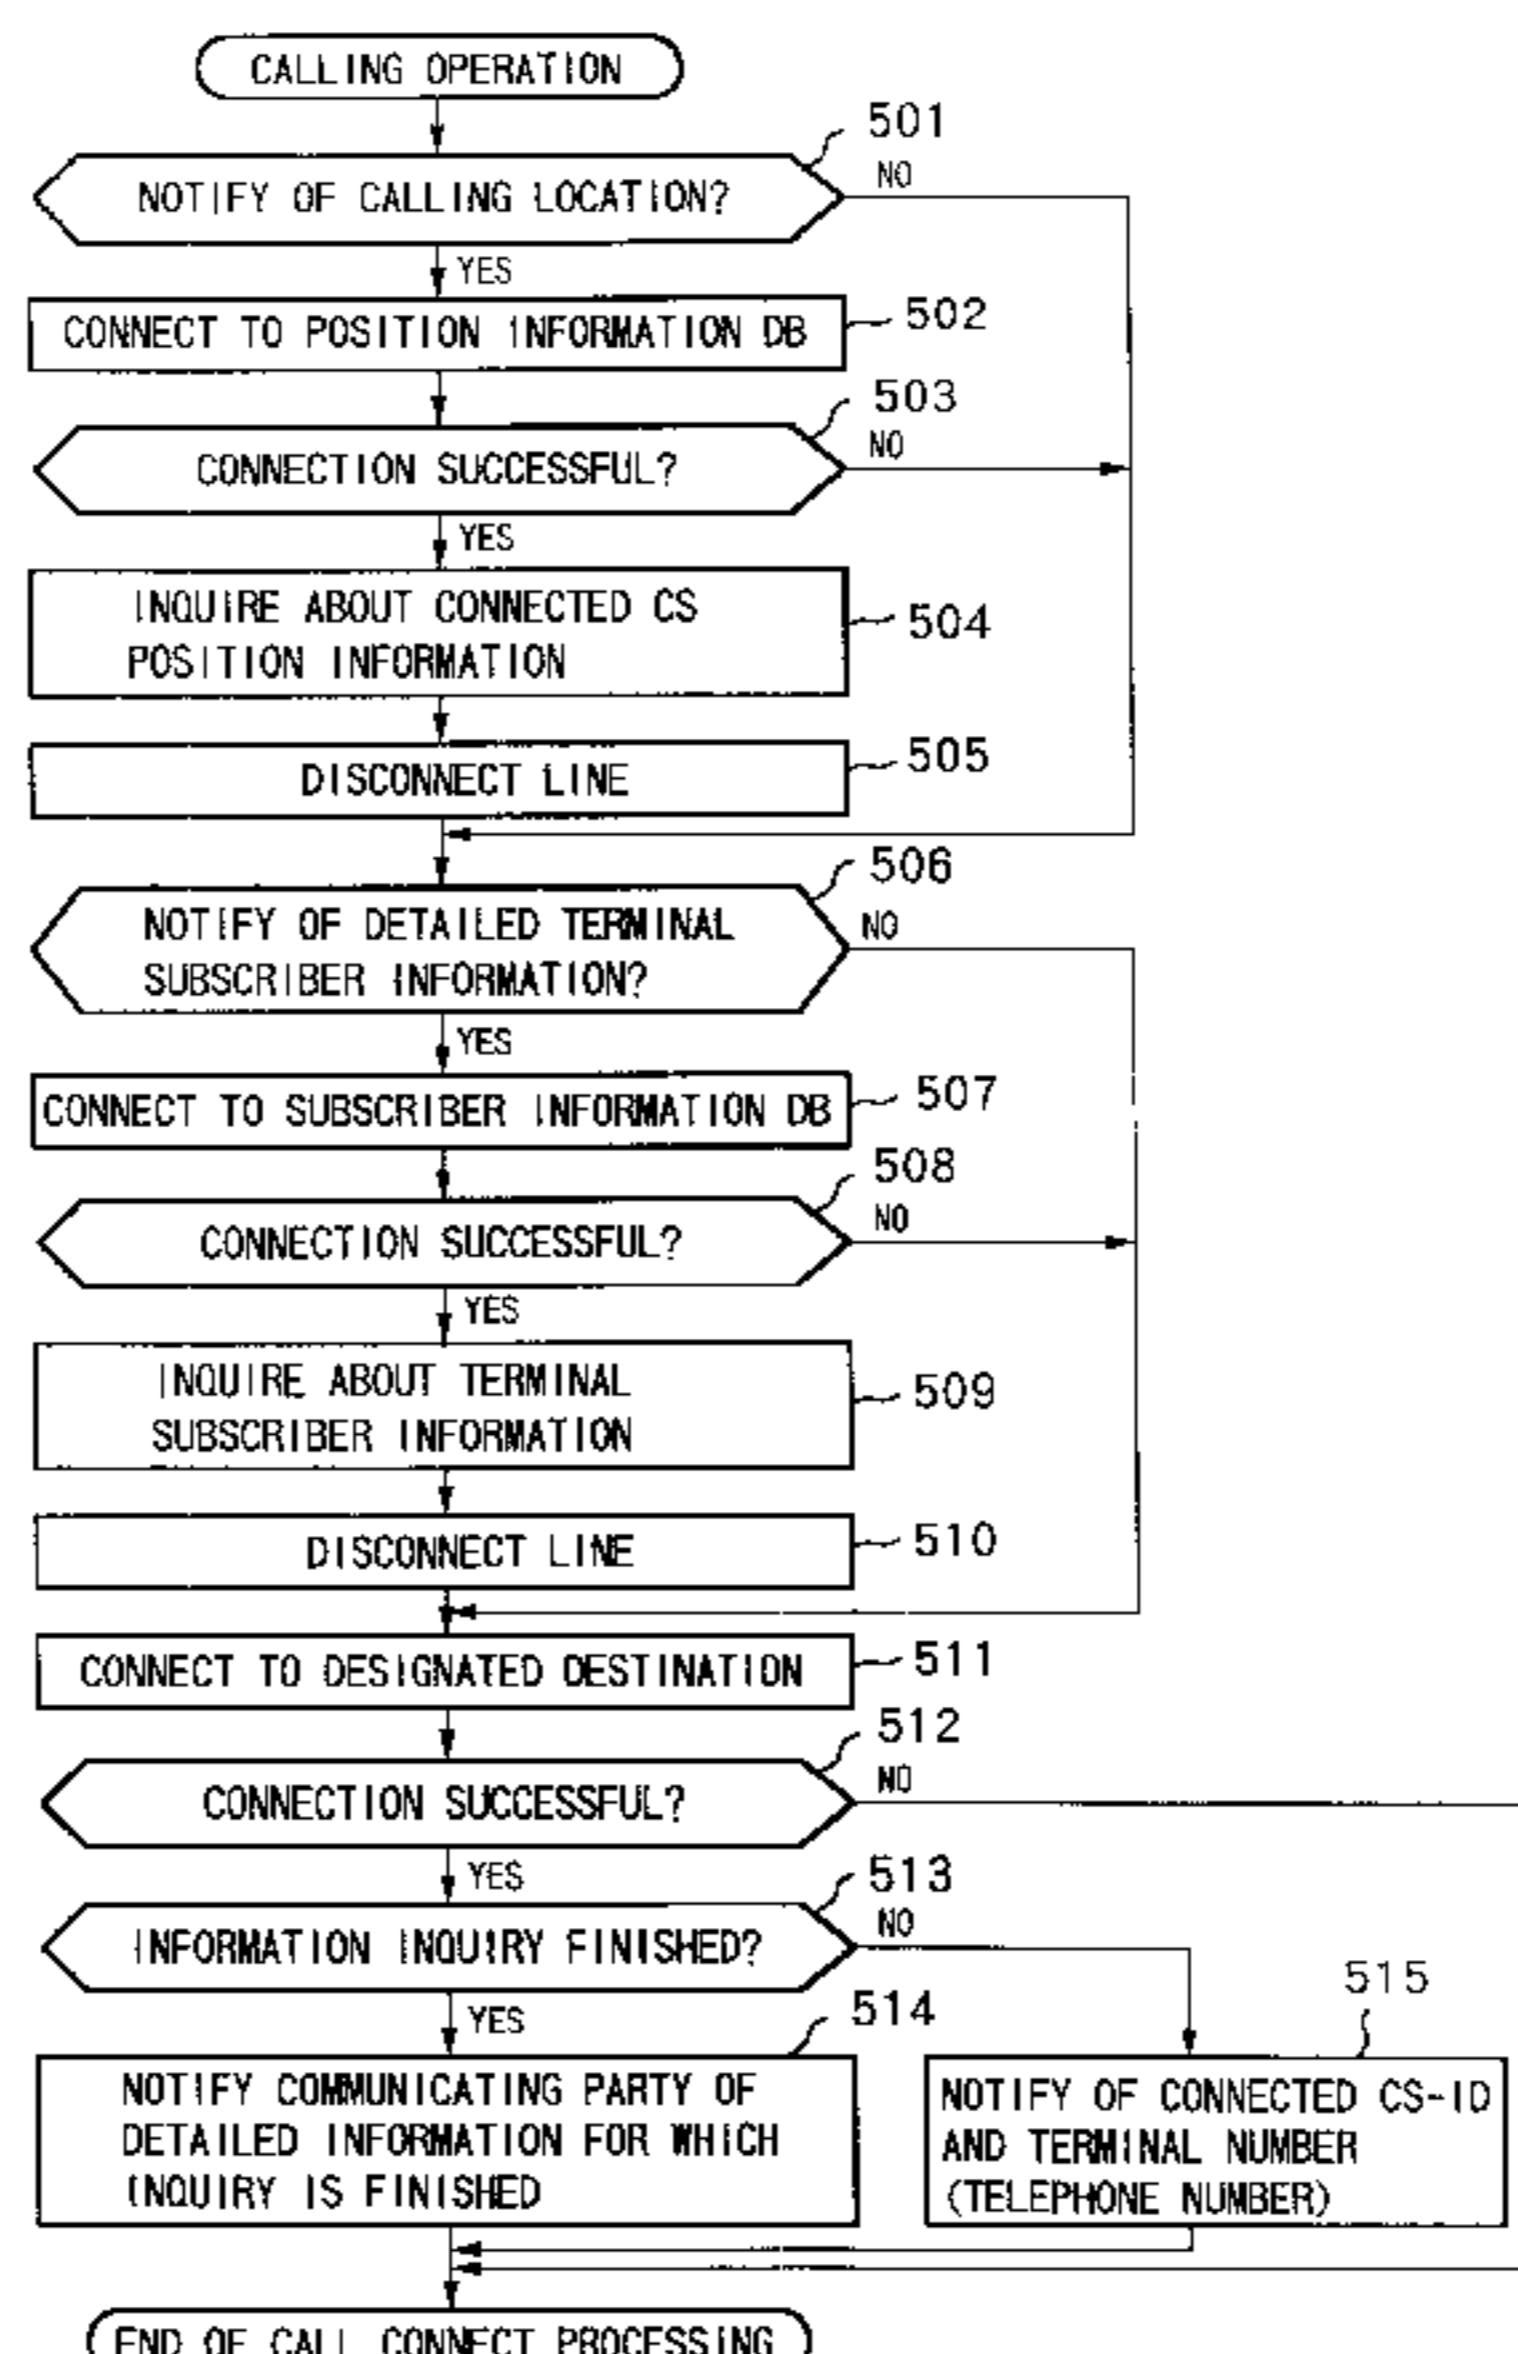 CALLING OPERATION
501
NOTIFY OF CALLING LOCATION?
NO
YES
CONNECT TO POSITION INFORMATION DB
502
503
CONNECTION SUCCESSFUL?
NO
YES
INQUIRE ABOUT CONNECTED CS
POSITION INFORMATION
504
DISCONNECT LINE
505
506
NOTIFY OF DETAILED TERMINAL
SUBSCRIBER INFORMATION?
NO
YES
CONNECT TO SUBSCRIBER INFORMATION DB
507
508
CONNECTION SUCCESSFUL?
NO
YES
INQUIRE ABOUT TERMINAL
SUBSCRIBER INFORMATION
509
DISCONNECT LINE
510
CONNECT TO DESIGNATED DESTINATION
511
512
CONNECTION SUCCESSFUL?
NO
YES
513
INFORMATION INQUIRY FINISHED?
NO
YES
514
NOTIFY COMMUNICATING PARTY OF
DETAILED INFORMATION FOR WHICH
INQUIRY IS FINISHED
515
NOTIFY OF CONNECTED CS-ID
AND TERMINAL NUMBER
(TELEPHONE NUMBER)
END OF CALL CONNECT PROCESSING